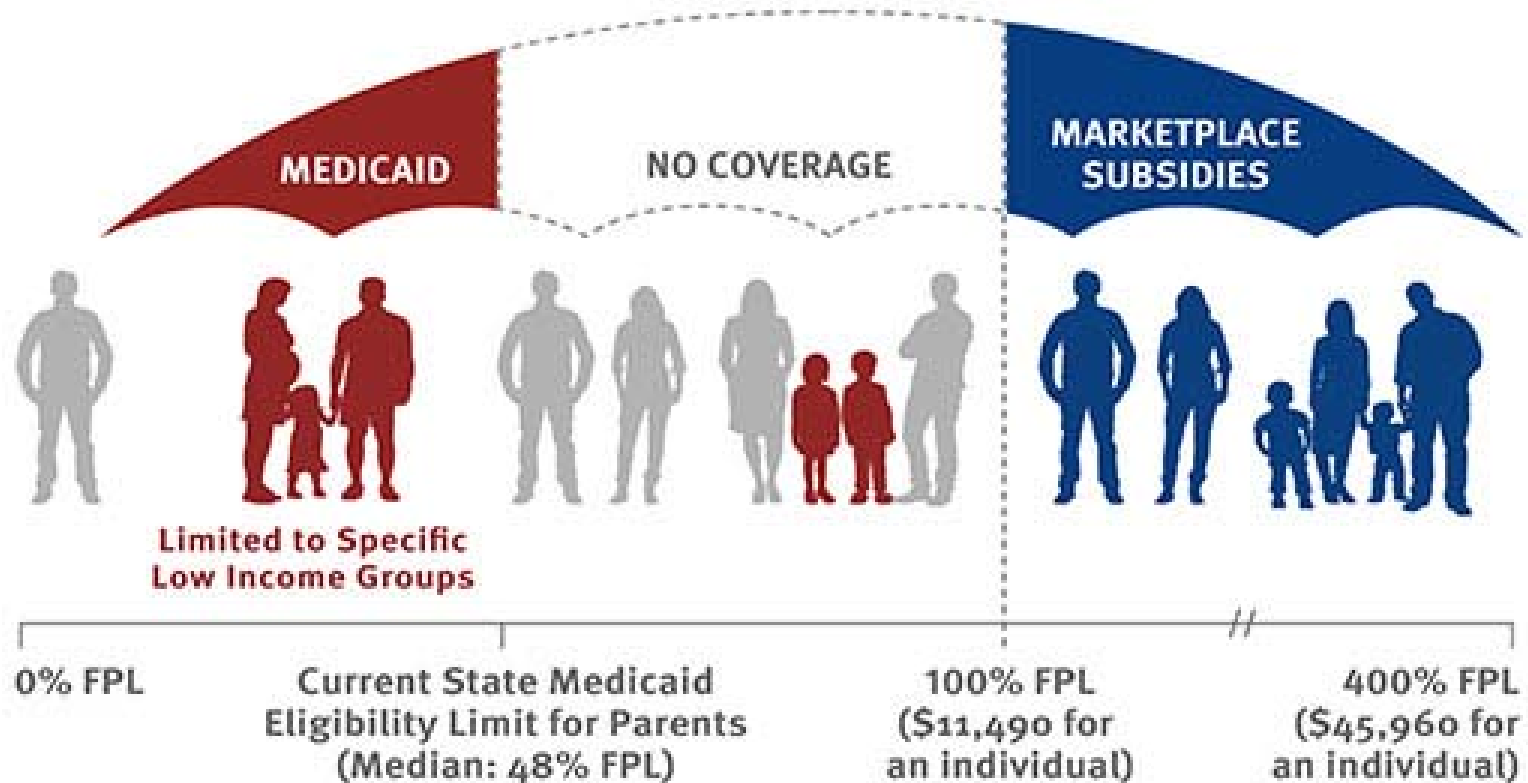 MEDICAID
NO COVERAGE
MARKETPLACE
SUBSIDIES
Limited to Specific
Low Income Groups
0% FPL
Current State Medicaid
Eligibility Limit for Parents
(Median: 48% FPL)
100% FPL
($11,490 for
an individual)
400% FPL
($45,960 for
an individual)